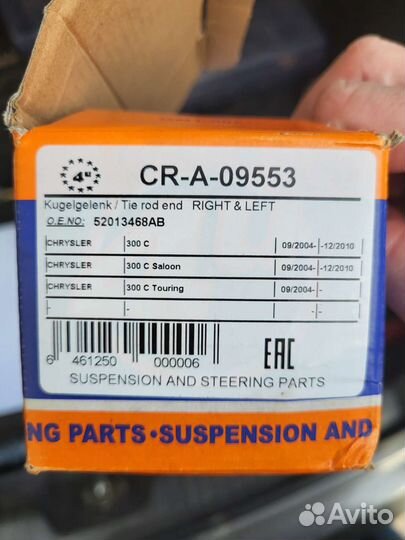 4U
CR-A-09553
Kugelgelenk / Tie rod end RIGHT & LEFT
O.E.NO: 52013468AB
CHRYSLER 300 C 09/2004- -12/2010
CHRYSLER 300 C Saloon 09/2004- -12/2010
CHRYSLER 300 C Touring 09/2004- -
- - - -
6 461250 000006
EAC
SUSPENSION AND STEERING PARTS
NG PARTS·SUSPENSION AND
Avito